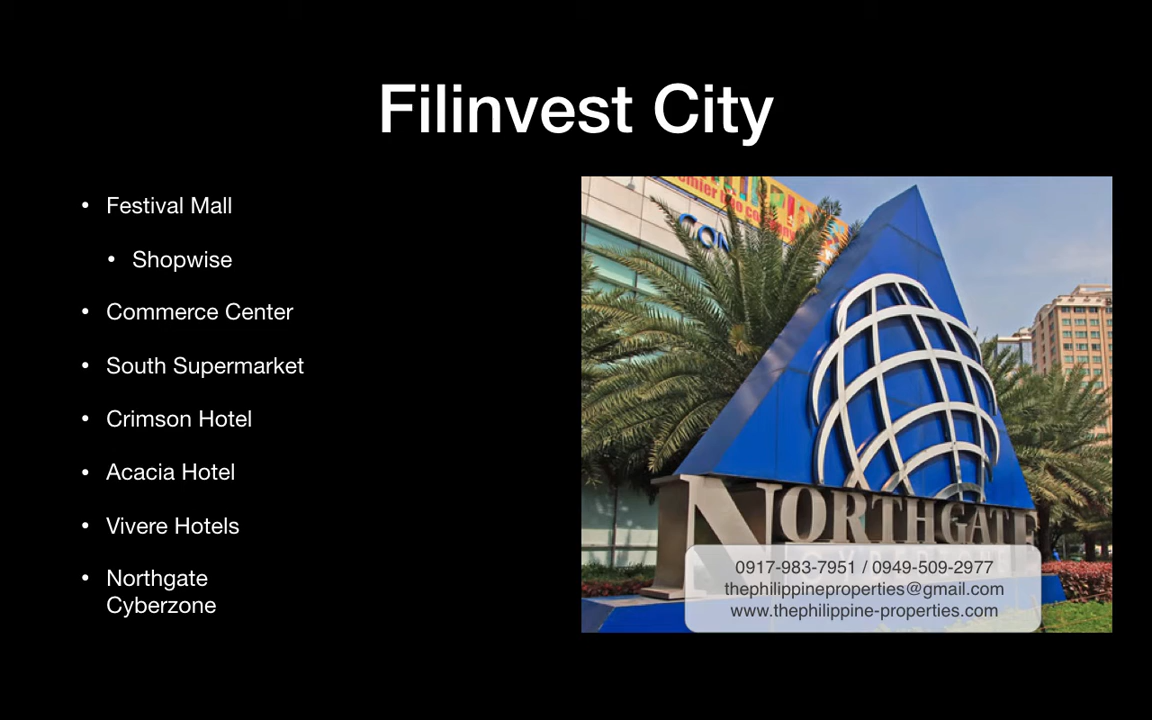 Filinvest City
• Festival Mall
• Shopwise
• Commerce Center
• South Supermarket
• Crimson Hotel
• Acacia Hotel
• Vivere Hotels
• Northgate
Cyberzone
NORTHGATE
CYBERZONE
0917-983-7951 / 0949-509-2977
thephilippineproperties@gmail.com
www.thephilippine-properties.com